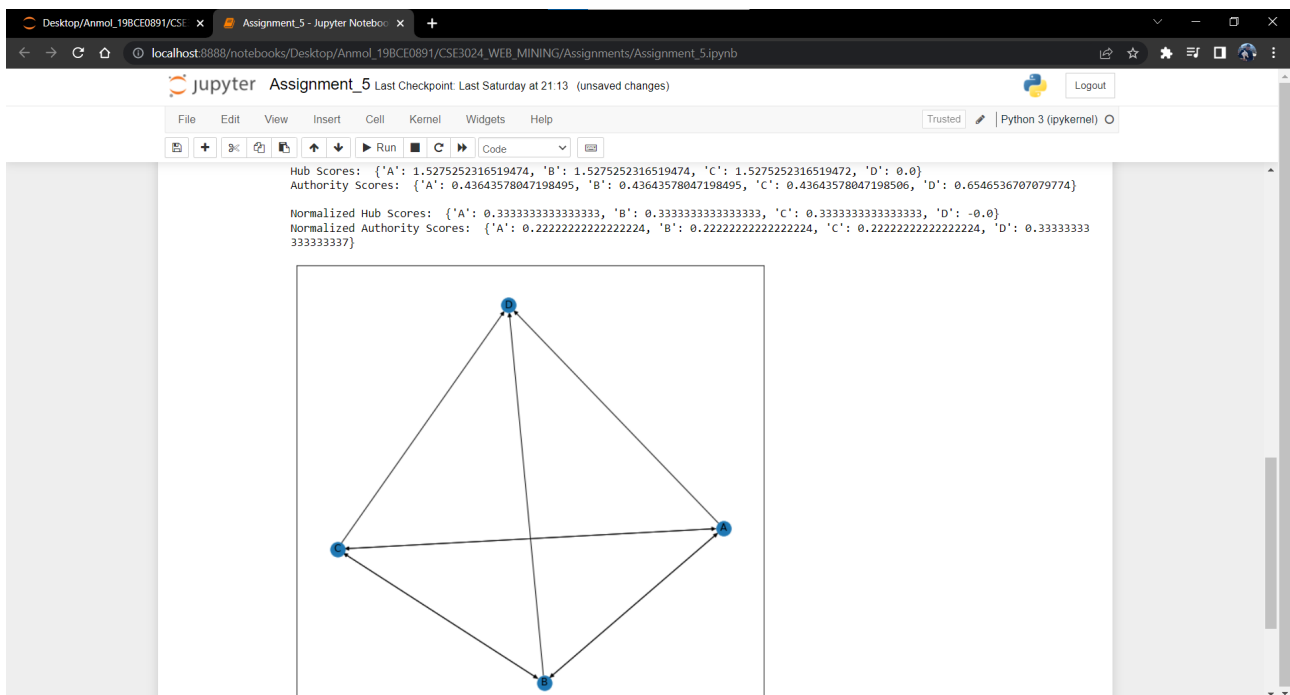 Desktop/Anmol_19BCE0891/CSE
Assignment_5 - Jupyter Noteboo
localhost:8888/notebooks/Desktop/Anmol_19BCE0891/CSE3024_WEB_MINING/Assignments/Assignment_5.ipynb
jupyter Assignment_5 Last Checkpoint: Last Saturday at 21:13 (unsaved changes)
Logout
File Edit View Insert Cell Kernel Widgets Help
Trusted Python 3 (ipykernel)
Run Code
Hub Scores: {'A': 1.5275252316519474, 'B': 1.5275252316519474, 'C': 1.5275252316519472, 'D': 0.0}
Authority Scores: {'A': 0.43643578047198495, 'B': 0.43643578047198495, 'C': 0.43643578047198506, 'D': 0.6546536707079774}
Normalized Hub Scores: {'A': 0.3333333333333333, 'B': 0.3333333333333333, 'C': 0.3333333333333333, 'D': -0.0}
Normalized Authority Scores: {'A': 0.22222222222222224, 'B': 0.22222222222222224, 'C': 0.22222222222222224, 'D': 0.33333333
333333337}
D
A
C
B